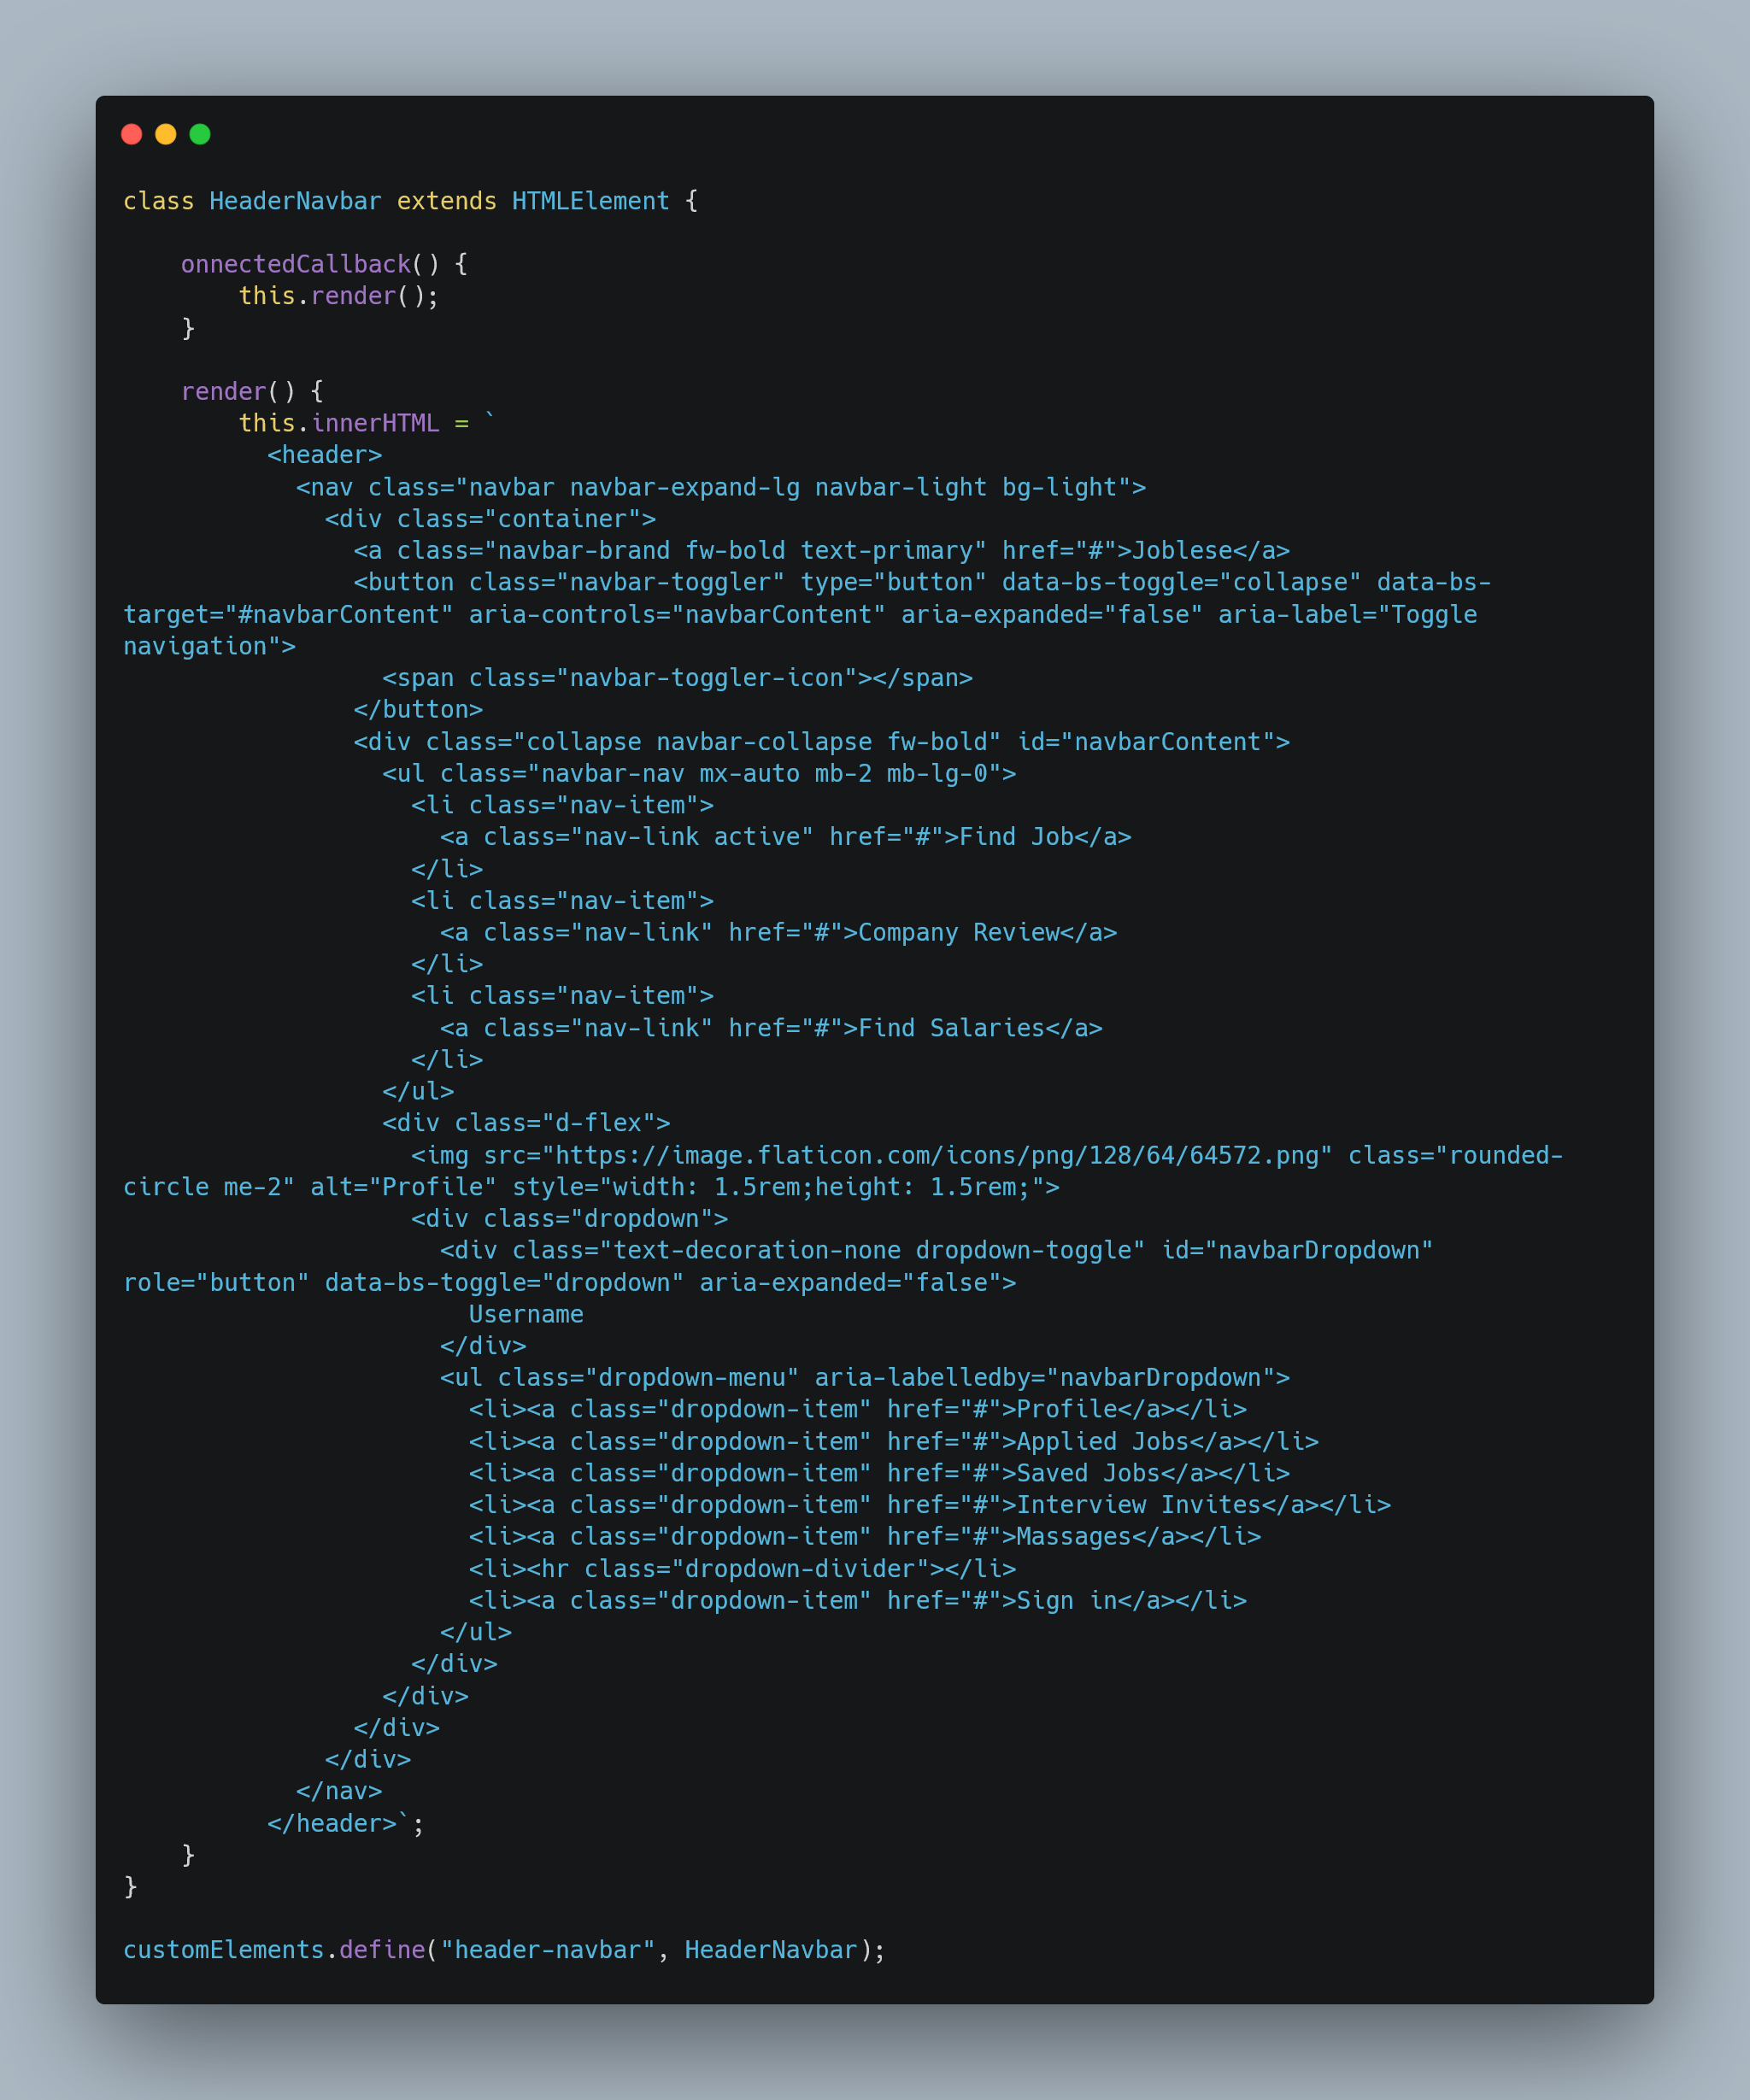 class HeaderNavbar extends HTMLElement {
onnectedCallback() {
this.render();
}
render() {
this.innerHTML = `
<header>
<nav class="navbar navbar-expand-lg navbar-light bg-light">
<div class="container">
<a class="navbar-brand fw-bold text-primary" href="#">Joblese</a>
<button class="navbar-toggler" type="button" data-bs-toggle="collapse" data-bs-
target="#navbarContent" aria-controls="navbarContent" aria-expanded="false" aria-label="Toggle
navigation">
<span class="navbar-toggler-icon"></span>
</button>
<div class="collapse navbar-collapse fw-bold" id="navbarContent">
<ul class="navbar-nav mx-auto mb-2 mb-lg-0">
<li class="nav-item">
<a class="nav-link active" href="#">Find Job</a>
</li>
<li class="nav-item">
<a class="nav-link" href="#">Company Review</a>
</li>
<li class="nav-item">
<a class="nav-link" href="#">Find Salaries</a>
</li>
</ul>
<div class="d-flex">
<img src="https://image.flaticon.com/icons/png/128/64/64572.png" class="rounded-
circle me-2" alt="Profile" style="width: 1.5rem;height: 1.5rem;">
<div class="dropdown">
<div class="text-decoration-none dropdown-toggle" id="navbarDropdown"
role="button" data-bs-toggle="dropdown" aria-expanded="false">
Username
</div>
<ul class="dropdown-menu" aria-labelledby="navbarDropdown">
<li><a class="dropdown-item" href="#">Profile</a></li>
<li><a class="dropdown-item" href="#">Applied Jobs</a></li>
<li><a class="dropdown-item" href="#">Saved Jobs</a></li>
<li><a class="dropdown-item" href="#">Interview Invites</a></li>
<li><a class="dropdown-item" href="#">Massages</a></li>
<li><hr class="dropdown-divider"></li>
<li><a class="dropdown-item" href="#">Sign in</a></li>
</ul>
</div>
</div>
</div>
</div>
</nav>
</header>`;
}
}
customElements.define("header-navbar", HeaderNavbar);